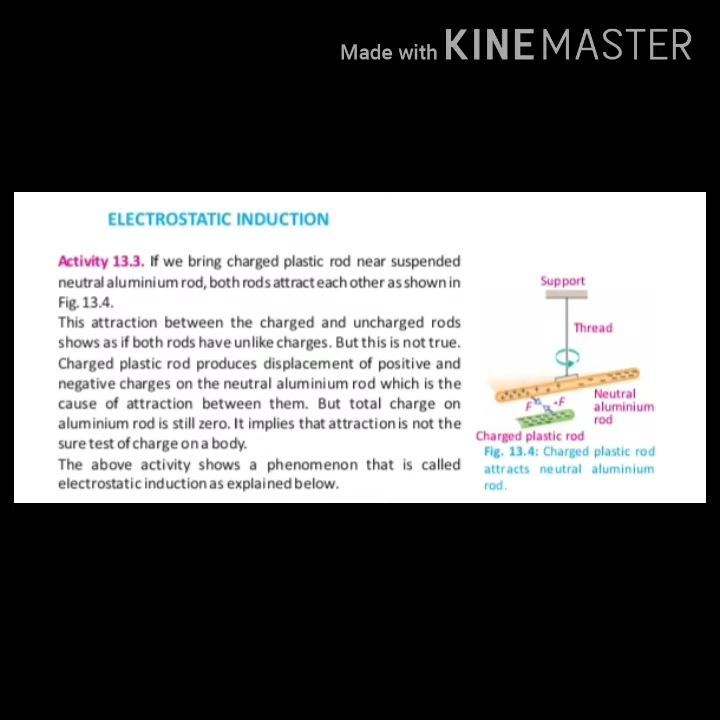 Made with KINEMASTER
ELECTROSTATIC INDUCTION
Activity 13.3. If we bring charged plastic rod near suspended
neutral aluminium rod, both rods attract each other as shown in
Fig. 13.4.
This attraction between the charged and uncharged rods
shows as if both rods have unlike charges. But this is not true.
Charged plastic rod produces displacement of positive and
negative charges on the neutral aluminium rod which is the
cause of attraction between them. But total charge on
aluminium rod is still zero. It implies that attraction is not the
sure test of charge on a body.
The above activity shows a phenomenon that is called
electrostatic induction as explained below.
Support
Thread
Neutral
aluminium
rod
F
-F
Charged plastic rod
Fig. 13.4: Charged plastic rod
attracts neutral aluminium
rod.